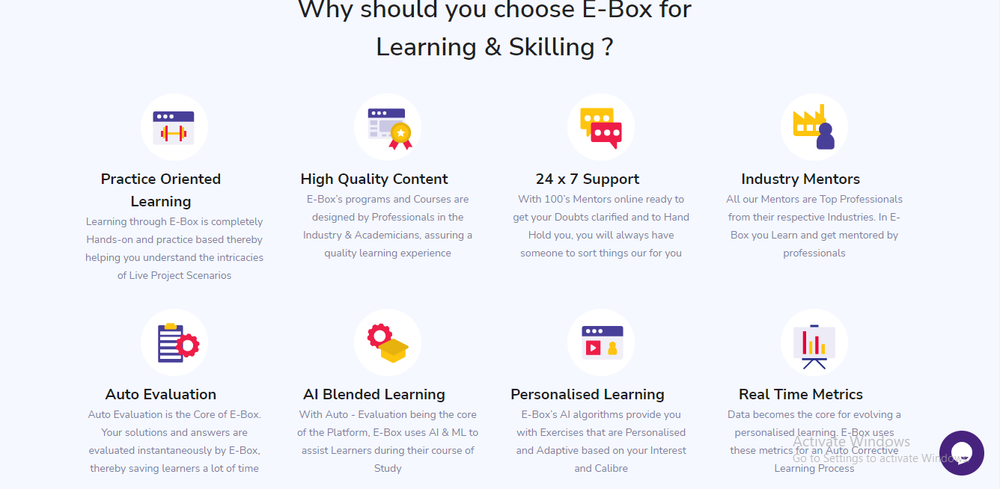 Why should you choose E-Box for
Learning & Skilling ?
Practice Oriented
Learning
Learning through E-Box is completely
Hands-on and practice based thereby
helping you understand the intricacies
of Live Project Scenarios
High Quality Content
E-Box’s programs and Courses are
designed by Professionals in the
Industry & Academicians, assuring a
quality learning experience
24 x 7 Support
With 100’s Mentors online ready to
get your Doubts clarified and to Hand
Hold you, you will always have
someone to sort things our for you
Industry Mentors
All our Mentors are Top Professionals
from their respective Industries. In E-
Box you Learn and get mentored by
professionals
Auto Evaluation
Auto Evaluation is the Core of E-Box.
Your solutions and answers are
evaluated instantaneously by E-Box,
thereby saving learners a lot of time
AI Blended Learning
With Auto - Evaluation being the core
of the Platform, E-Box uses AI & ML to
assist Learners during their course of
Study
Personalised Learning
E-Box’s AI algorithms provide you
with Exercises that are Personalised
and Adaptive based on your Interest
and Calibre
Real Time Metrics
Data becomes the core for evolving a
personalised learning. E-Box uses
these metrics for an Auto Corrective
Learning Process
Activate Windows
Go to Settings to activate Windows.